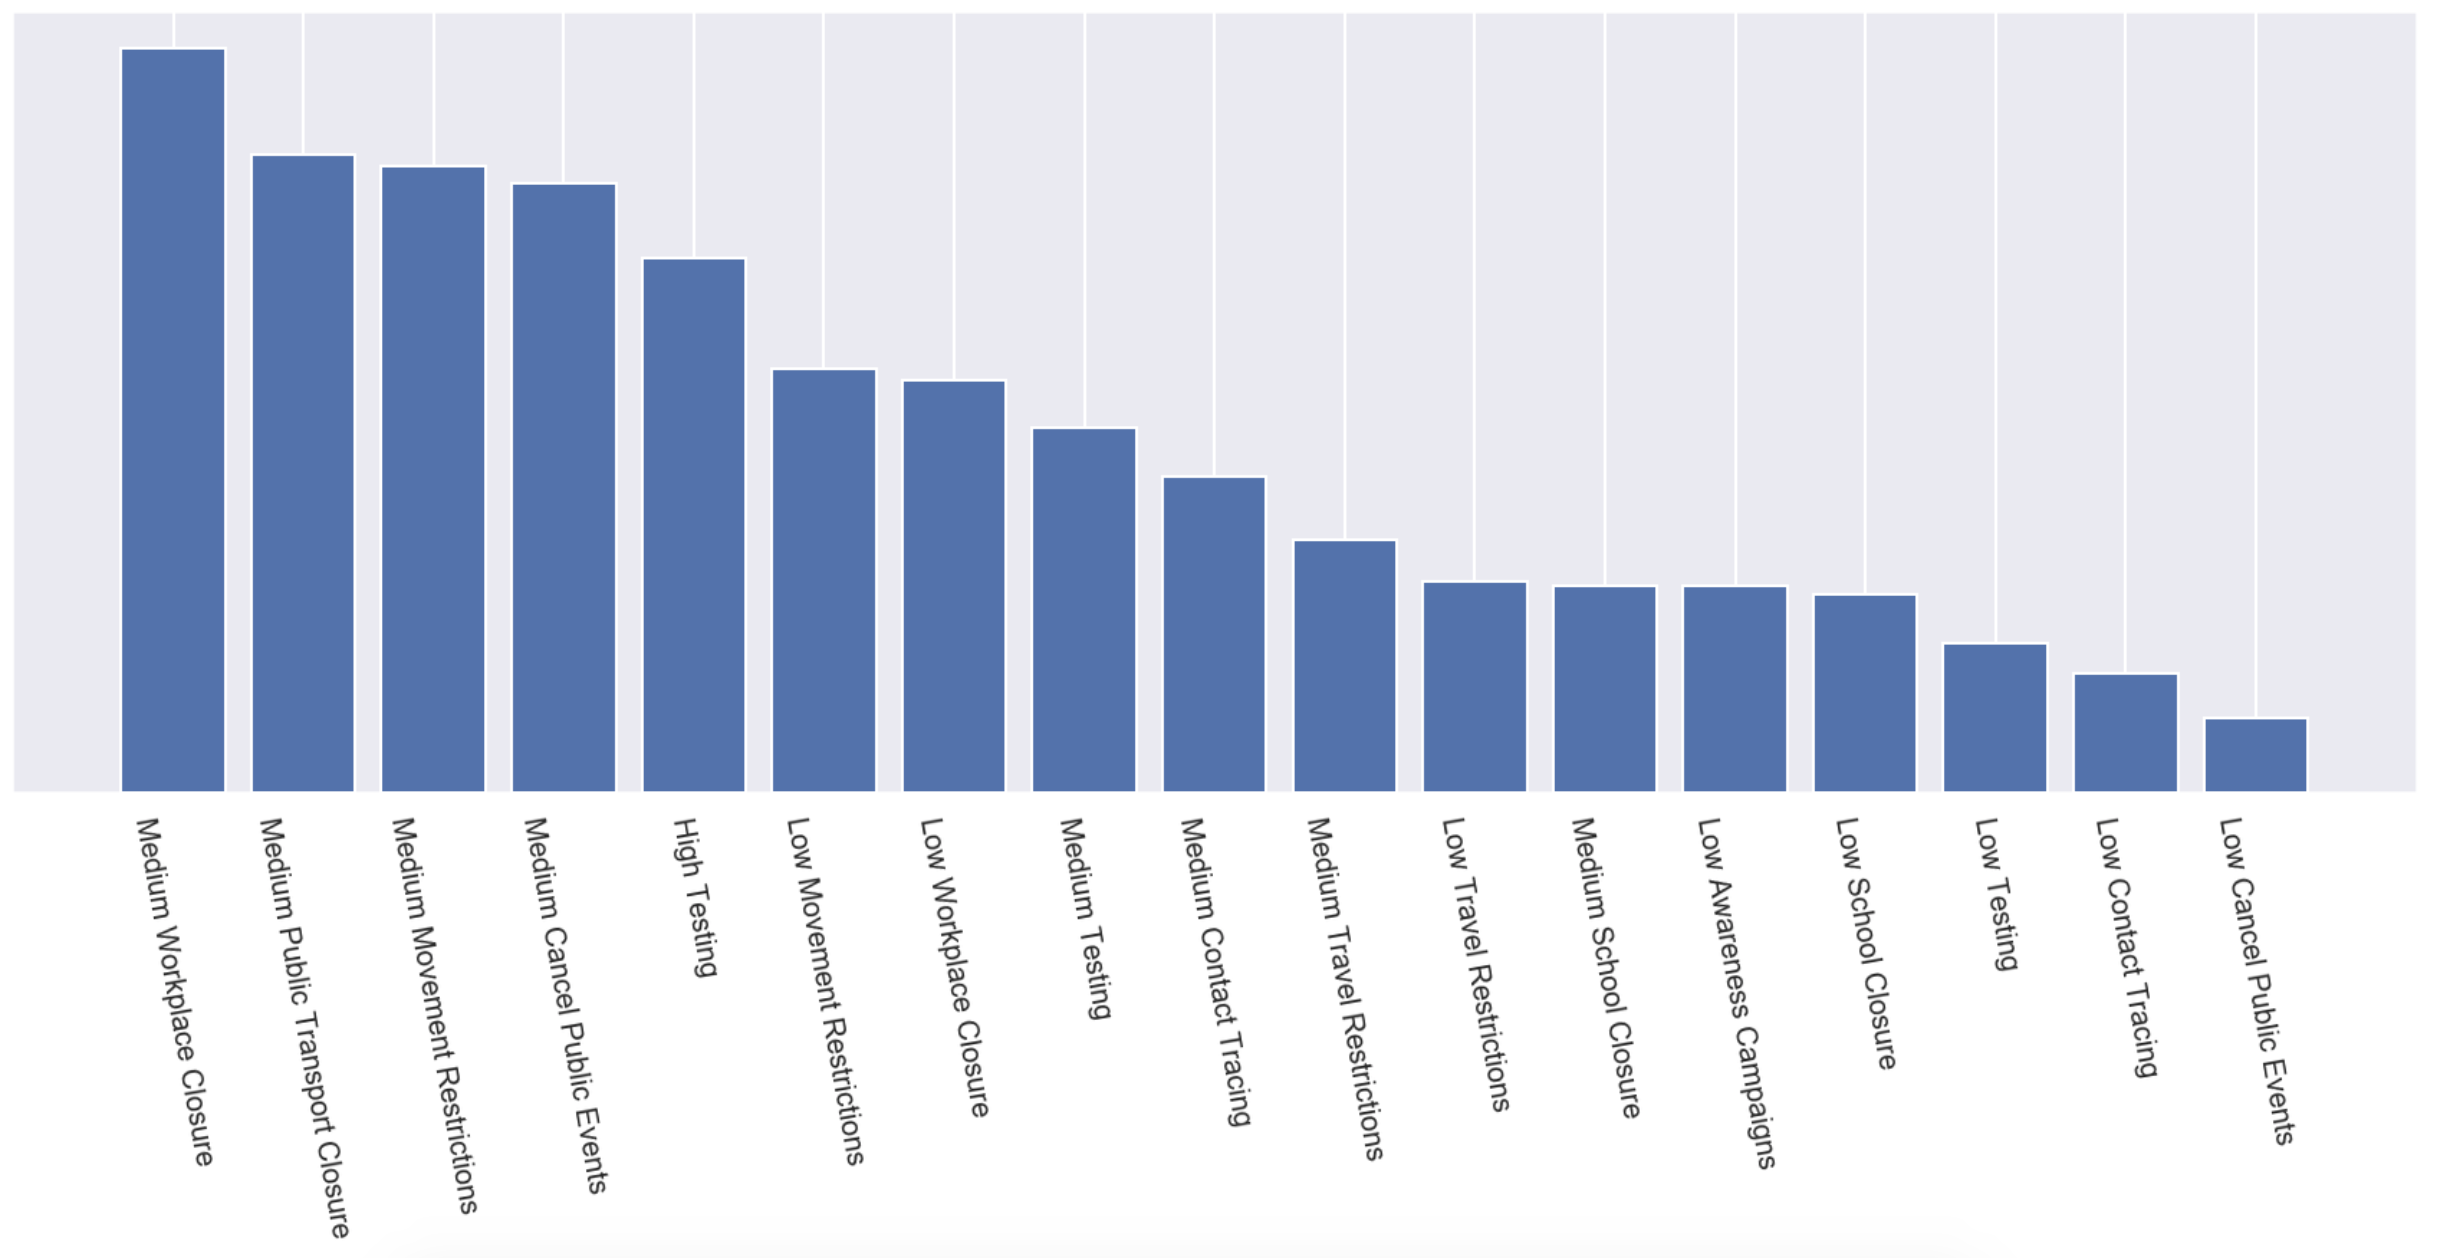 Medium Workplace Closure
Medium Public Transport Closure
Medium Movement Restrictions
Medium Cancel Public Events
High Testing
Low Movement Restrictions
Low Workplace Closure
Medium Testing
Medium Contact Tracing
Medium Travel Restrictions
Low Travel Restrictions
Medium School Closure
Low Awareness Campaigns
Low School Closure
Low Testing
Low Contact Tracing
Low Cancel Public Events